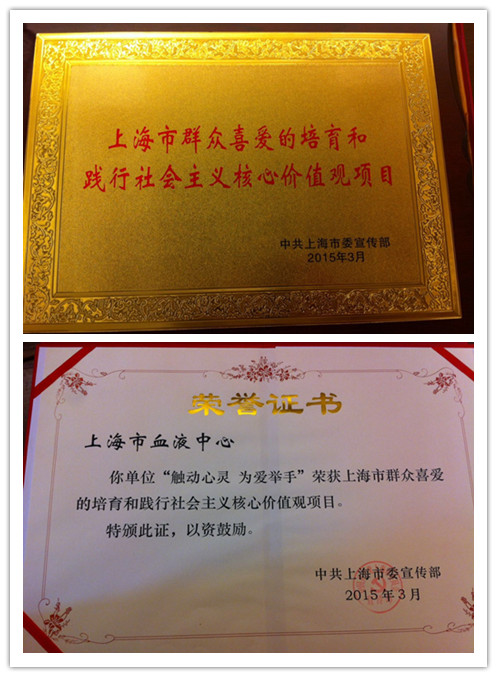 上海市群众喜爱的培育和
践行社会主义核心价值观项目
中共上海市委宣传部
2015年3月
荣誉证书
上海市血液中心
你单位“触动心灵 为爱举手”荣获上海市群众喜爱
的培育和践行社会主义核心价值观项目。
特颁此证，以资鼓励。
中共上海市委宣传部
2015年3月